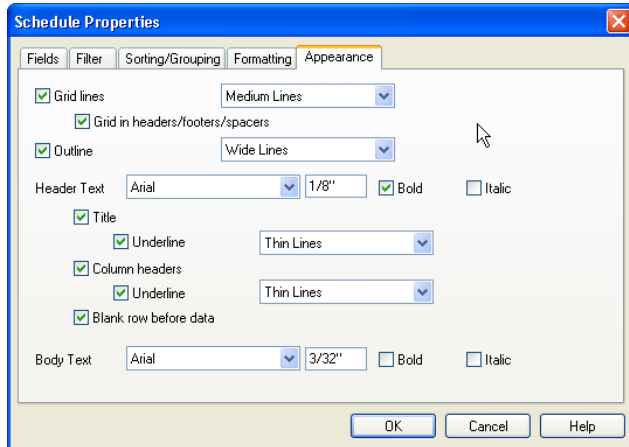 Schedule Properties
Fields Filter Sorting/Grouping Formatting Appearance
Grid lines Medium Lines
Grid in headers/footers/spacers
Outline Wide Lines
Header Text Arial 1/8" Bold Italic
Title
Underline Thin Lines
Column headers
Underline Thin Lines
Blank row before data
Body Text Arial 3/32" Bold Italic
OK Cancel Help